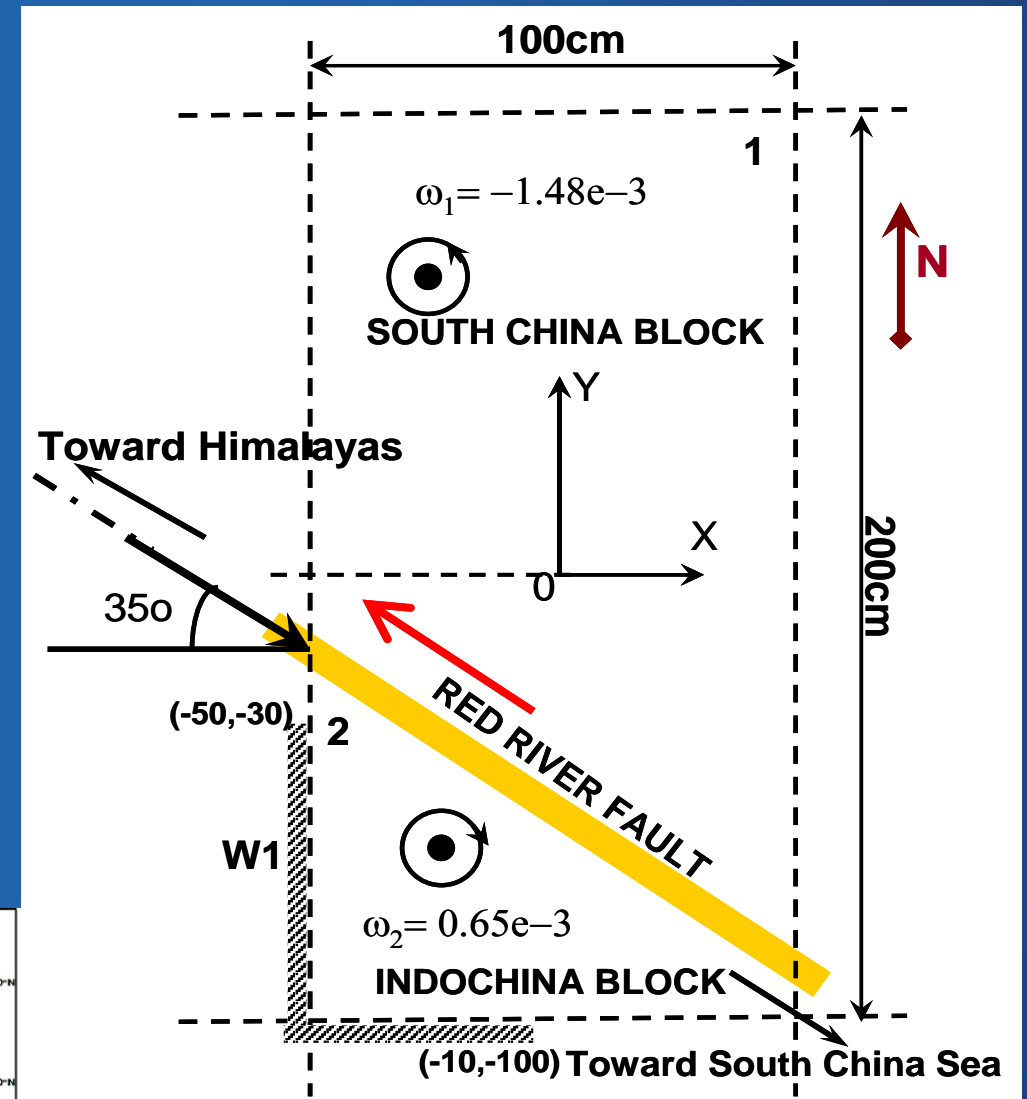 100cm
1
ω1= −1.48e−3
N
SOUTH CHINA BLOCK
Y
Toward Himalayas
X
0
200cm
35o
(-50,-30)
2
RED RIVER FAULT
W1
ω2= 0.65e−3
INDOCHINA BLOCK
(-10,-100) Toward South China Sea